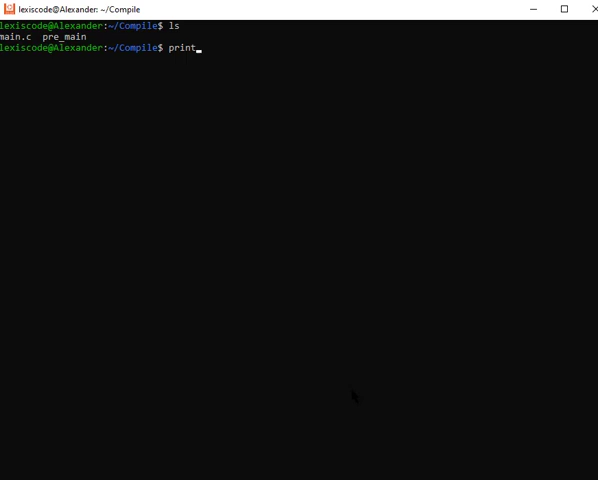 lexiscode@Alexander: ~/Compile
lexiscode@Alexander:~/Compile$ ls
main.c pre_main
lexiscode@Alexander:~/Compile$ print